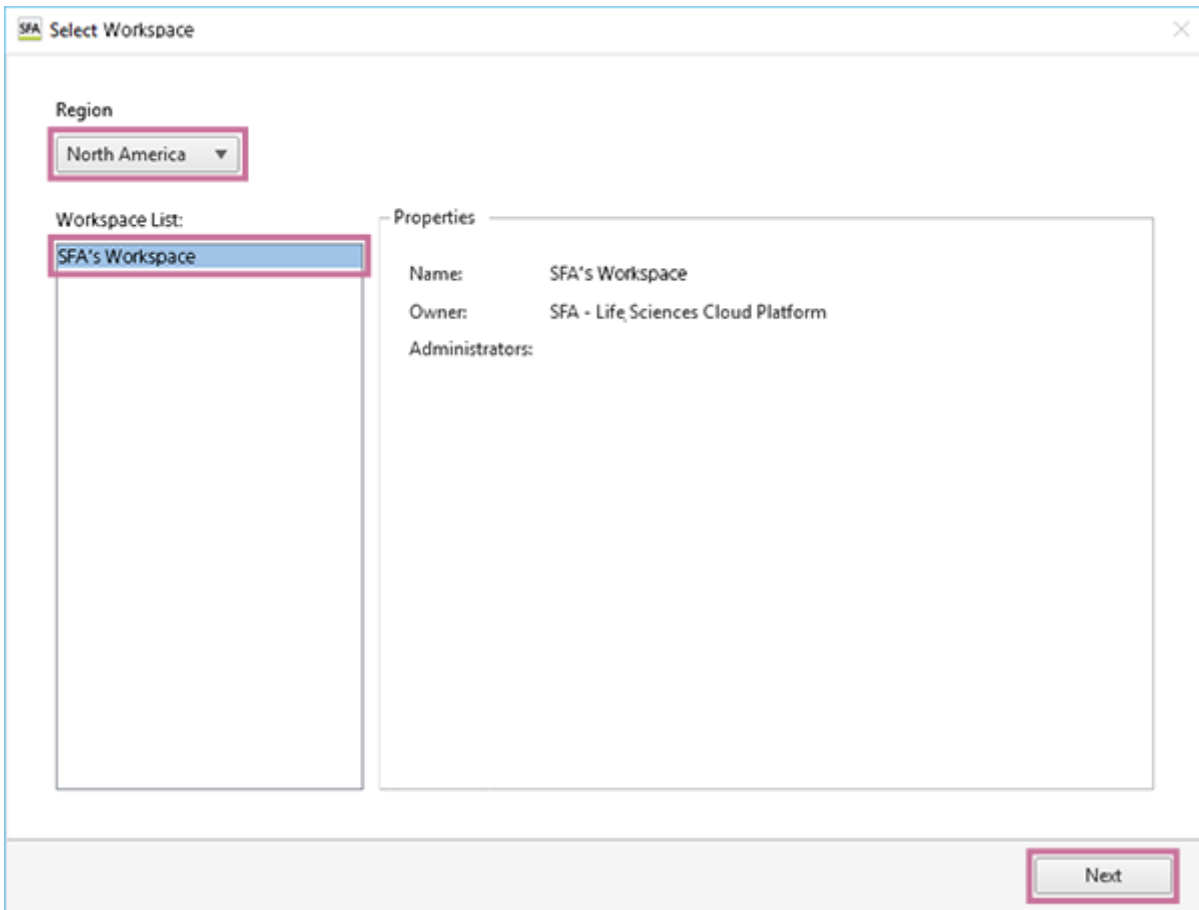 SFA Select Workspace
Region
North America
Workspace List:
SFA's Workspace
Properties
Name: SFA's Workspace
Owner: SFA - Life Sciences Cloud Platform
Administrators:
Next